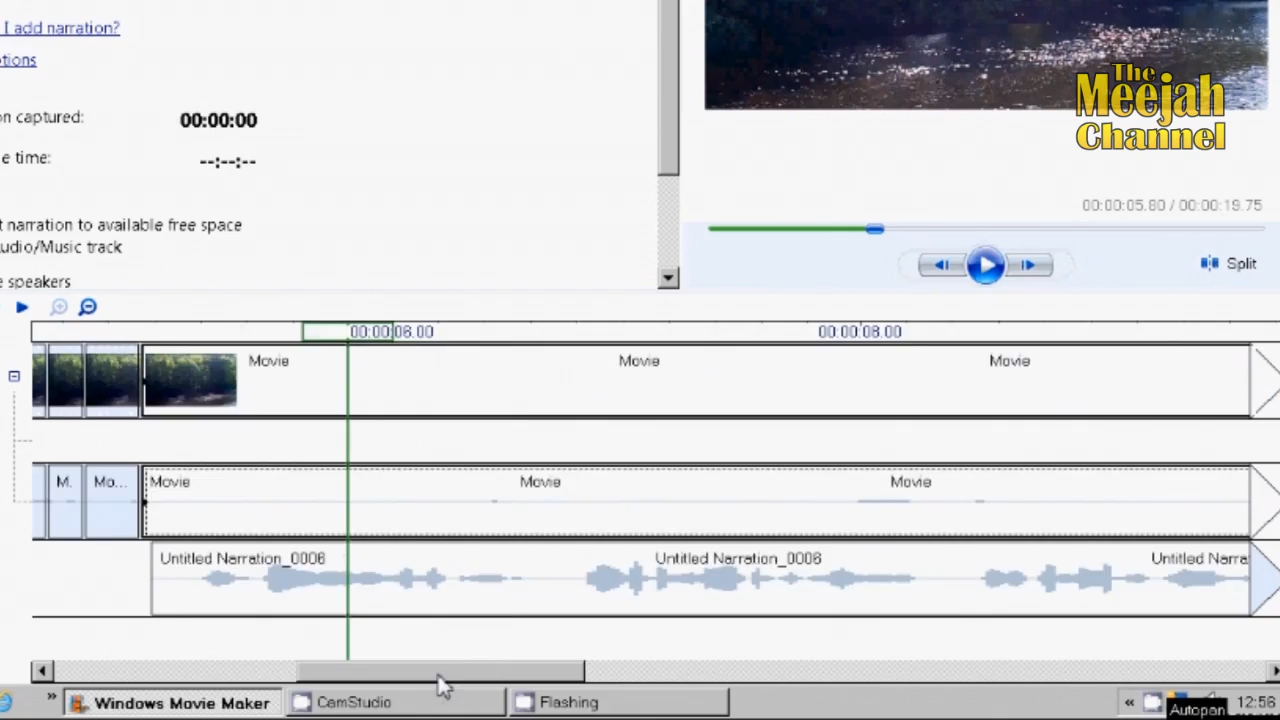 I add narration?
otions
on captured:
00:00:00
e time:
--:--:--
t narration to available free space
udio/Music track
e speakers
The
Meejah
Channel
00:00:05.80 / 00:00:19.75
Split
00:00:06.00
00:00:08.00
Movie
Movie
Movie
M.
Mo...
Movie
Movie
Movie
Untitled Narration_0006
Untitled Narration_0006
Untitled Narra
Windows Movie Maker
CamStudio
Flashing
12:56
Autopan